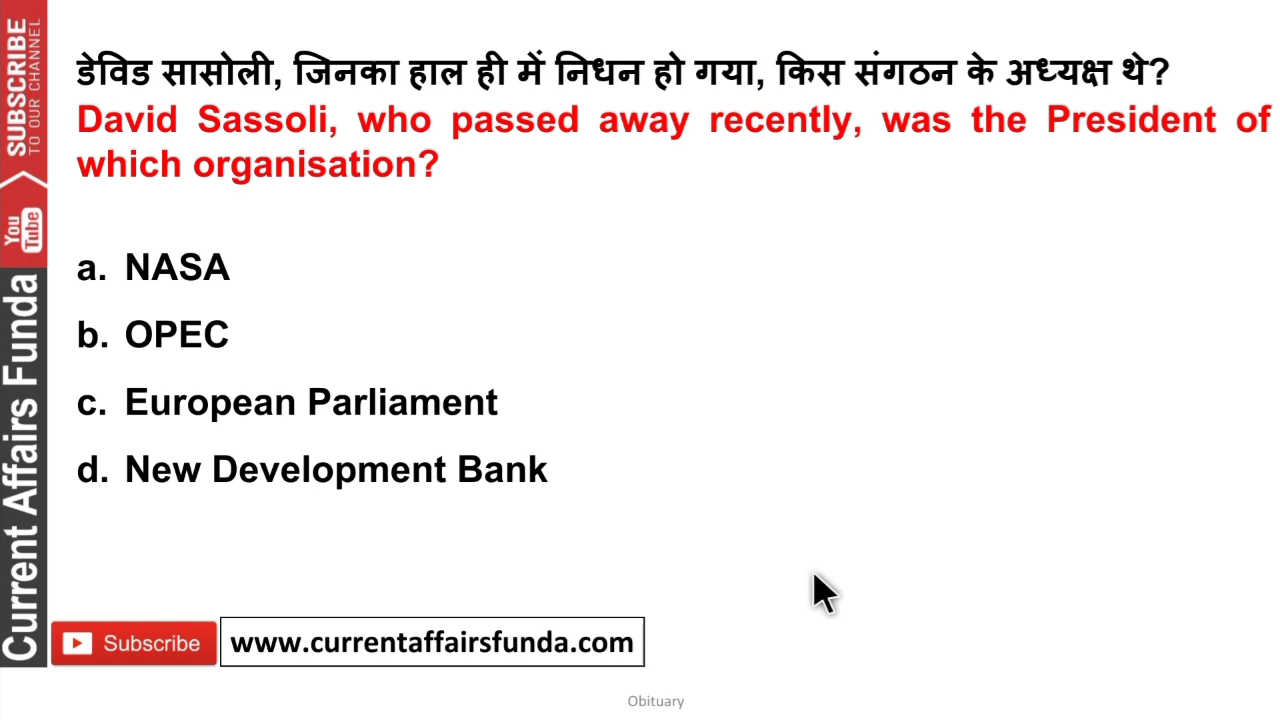 डेविड सासोली, जिनका हाल ही में निधन हो गया, किस संगठन के अध्यक्ष थे?
David Sassoli, who passed away recently, was the President of
which organisation?
a. NASA
b. OPEC
c. European Parliament
d. New Development Bank
SUBSCRIBE
TO OUR CHANNEL
You
Tube
Current Affairs Funda
Subscribe
www.currentaffairsfunda.com
Obituary